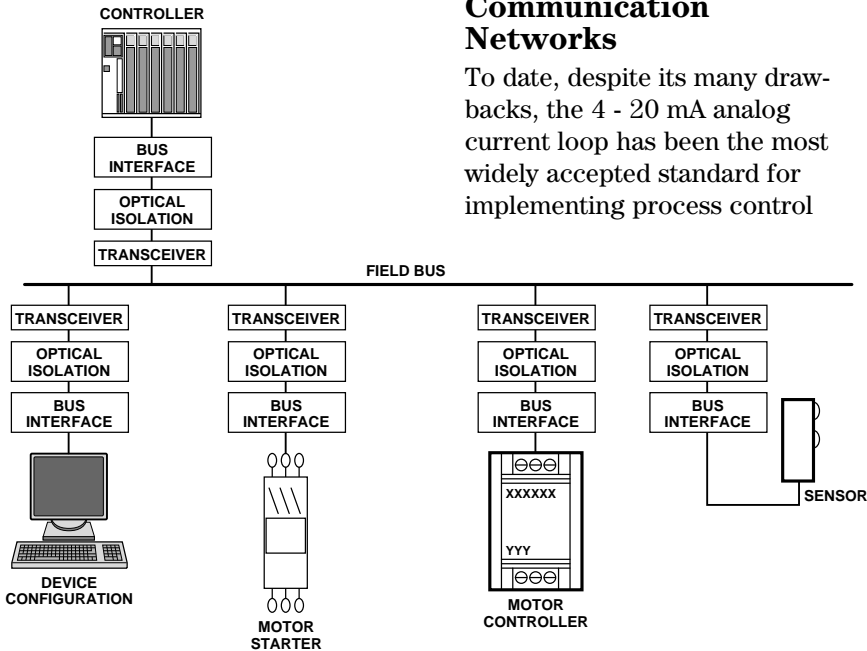 CONTROLLER
BUS
INTERFACE
OPTICAL
ISOLATION
TRANSCEIVER
Communication
Networks
To date, despite its many draw-
backs, the 4 - 20 mA analog
current loop has been the most
widely accepted standard for
implementing process control
FIELD BUS
TRANSCEIVER
OPTICAL
ISOLATION
BUS
INTERFACE
DEVICE
CONFIGURATION
TRANSCEIVER
OPTICAL
ISOLATION
BUS
INTERFACE
MOTOR
STARTER
TRANSCEIVER
OPTICAL
ISOLATION
BUS
INTERFACE
XXXXXX
YYY
MOTOR
CONTROLLER
TRANSCEIVER
OPTICAL
ISOLATION
BUS
INTERFACE
SENSOR